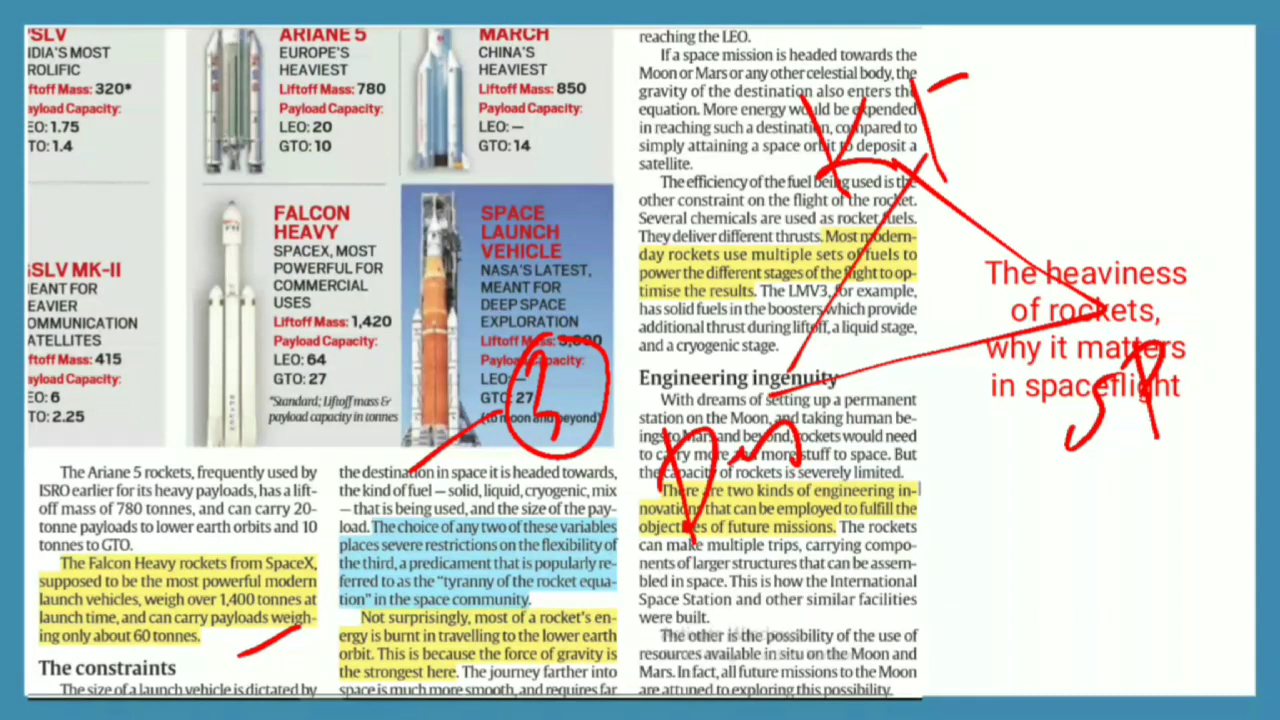 PSLV
IDIA'S MOST
ROLIFIC
ftoff Mass: 320*
ayload Capacity:
EO: 1.75
TO: 1.4
ARIANE 5
EUROPE'S
HEAVIEST
Liftoff Mass: 780
Payload Capacity:
LEO: 20
GTO: 10
MARCH
CHINA'S
HEAVIEST
Liftoff Mass: 850
Payload Capacity:
LEO: —
GTO: 14
GSLV MK-II
EANT FOR
EAVIER
OMMUNICATION
ATELLITES
ftoff Mass: 415
ayload Capacity:
EO: 6
TO: 2.25
FALCON
HEAVY
SPACEX, MOST
POWERFUL FOR
COMMERCIAL
USES
Liftoff Mass: 1,420
Payload Capacity:
LEO: 64
GTO: 27
*Standard; Liftoff mass &
payload capacity in tonnes
SPACE
LAUNCH
VEHICLE
NASA'S LATEST,
MEANT FOR
DEEP SPACE
EXPLORATION
Liftoff Mass:
Payload Capacity:
LEO: —
GTO: 27
(to moon and beyond)
The Ariane 5 rockets, frequently used by
ISRO earlier for its heavy payloads, has a lift-
off mass of 780 tonnes, and can carry 20-
tonne payloads to lower earth orbits and 10
tonnes to GTO.
The Falcon Heavy rockets from SpaceX,
supposed to be the most powerful modern
launch vehicles, weigh over 1,400 tonnes at
launch time, and can carry payloads weigh-
ing only about 60 tonnes.
The constraints
The size of a launch vehicle is dictated by
the destination in space it is headed towards,
the kind of fuel — solid, liquid, cryogenic, mix
— that is being used, and the size of the pay-
load. The choice of any two of these variables
places severe restrictions on the flexibility of
the third, a predicament that is popularly re-
ferred to as the “tyranny of the rocket equa-
tion” in the space community.
Not surprisingly, most of a rocket's en-
ergy is burnt in travelling to the lower earth
orbit. This is because the force of gravity is
the strongest here. The journey farther into
space is much more smooth, and requires far
reaching the LEO.
If a space mission is headed towards the
Moon or Mars or any other celestial body, the
gravity of the destination also enters the
equation. More energy would be expended
in reaching such a destination, compared to
simply attaining a space orbit to deposit a
satellite.
The efficiency of the fuel being used is the
other constraint on the flight of the rocket.
Several chemicals are used as rocket fuels.
They deliver different thrusts. Most modern-
day rockets use multiple sets of fuels to
power the different stages of the flight to op-
timise the results. The LMV3, for example,
has solid fuels in the boosters which provide
additional thrust during liftoff, a liquid stage,
and a cryogenic stage.
Engineering ingenuity
With dreams of setting up a permanent
station on the Moon, and taking human be-
ings to Mars and beyond, rockets would need
to carry more and more stuff to space. But
the capacity of rockets is severely limited.
There are two kinds of engineering in-
novations that can be employed to fulfill the
objectives of future missions. The rockets
can make multiple trips, carrying compo-
nents of larger structures that can be assem-
bled in space. This is how the International
Space Station and other similar facilities
were built.
The other is the possibility of the use of
resources available in situ on the Moon and
Mars. In fact, all future missions to the Moon
are attuned to exploring this possibility.
The heaviness
of rockets,
why it matters
in spaceflight